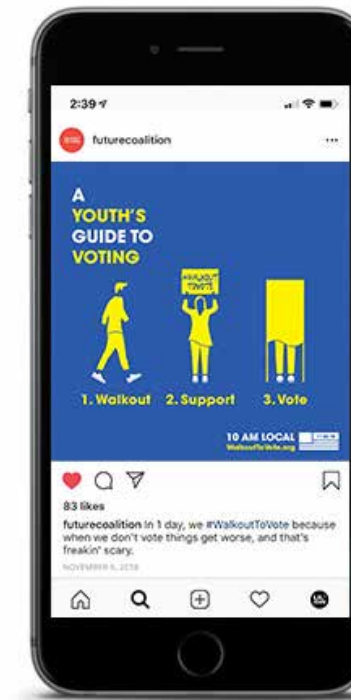 2:39
futurecoalition
A
YOUTH'S
GUIDE TO
VOTING
#WALKOUT
TOVOTE
1. Walkout 2. Support 3. Vote
10 AM LOCAL
WalkoutToVote.org
83 likes
futurecoalition In 1 day, we #WalkoutToVote because
when we don't vote things get worse, and that's
freakin' scary.
NOVEMBER 5, 2018